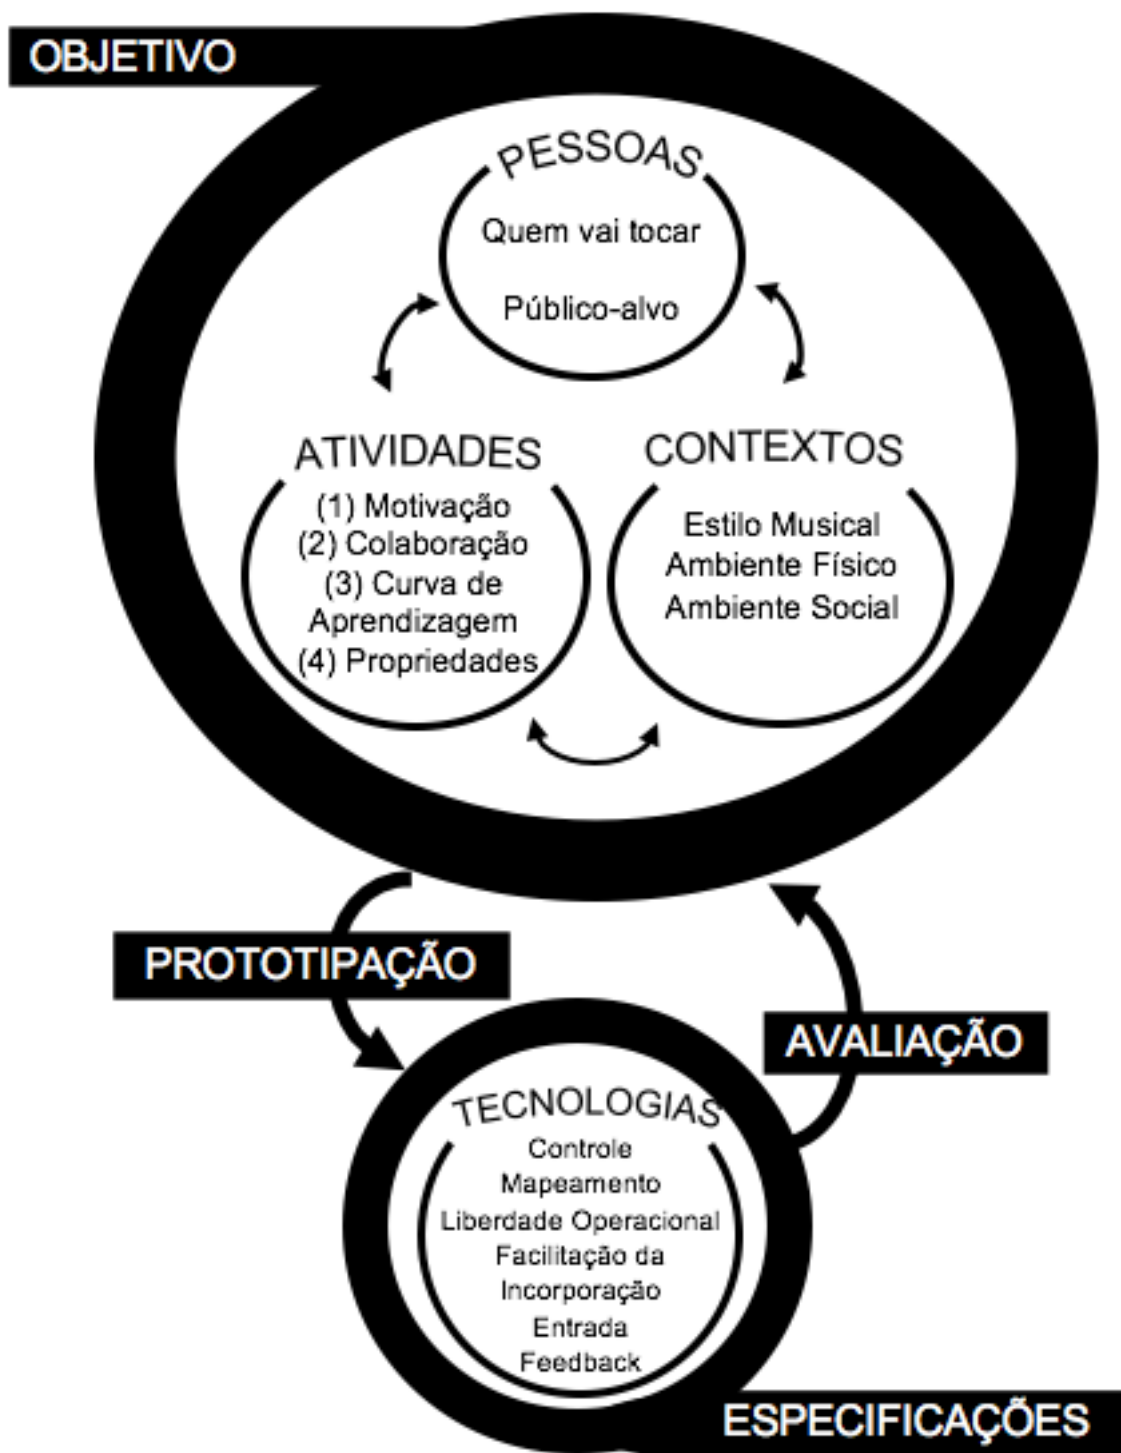 OBJETIVO
PESSOAS
Quem vai tocar
Público-alvo
ATIVIDADES
(1) Motivação
(2) Colaboração
(3) Curva de
Aprendizagem
(4) Propriedades
CONTEXTOS
Estilo Musical
Ambiente Físico
Ambiente Social
PROTOTIPAÇÃO
AVALIAÇÃO
TECNOLOGIAS
Controle
Mapeamento
Liberdade Operacional
Facilitação da
Incorporação
Entrada
Feedback
ESPECIFICAÇÕES